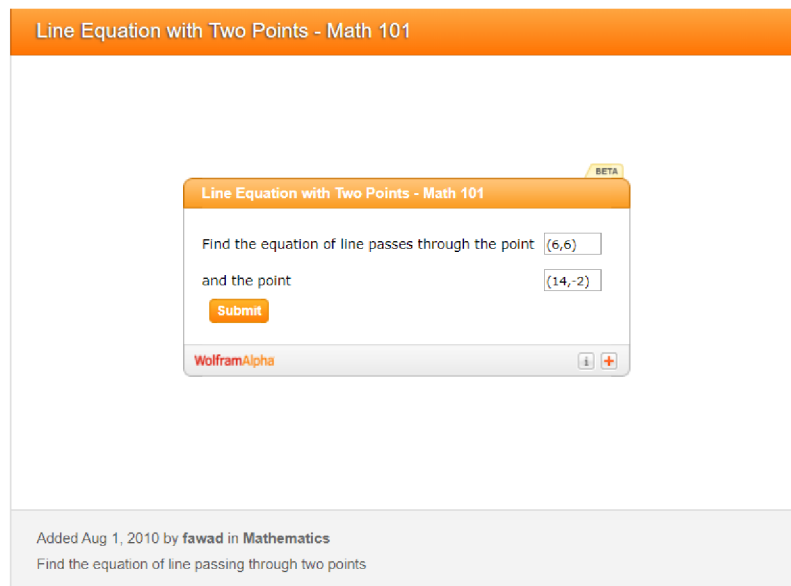 Line Equation with Two Points - Math 101
BETA
Line Equation with Two Points - Math 101
Find the equation of line passes through the point (6,6)
and the point (14,-2)
Submit
WolframAlpha i +
Added Aug 1, 2010 by fawad in Mathematics
Find the equation of line passing through two points